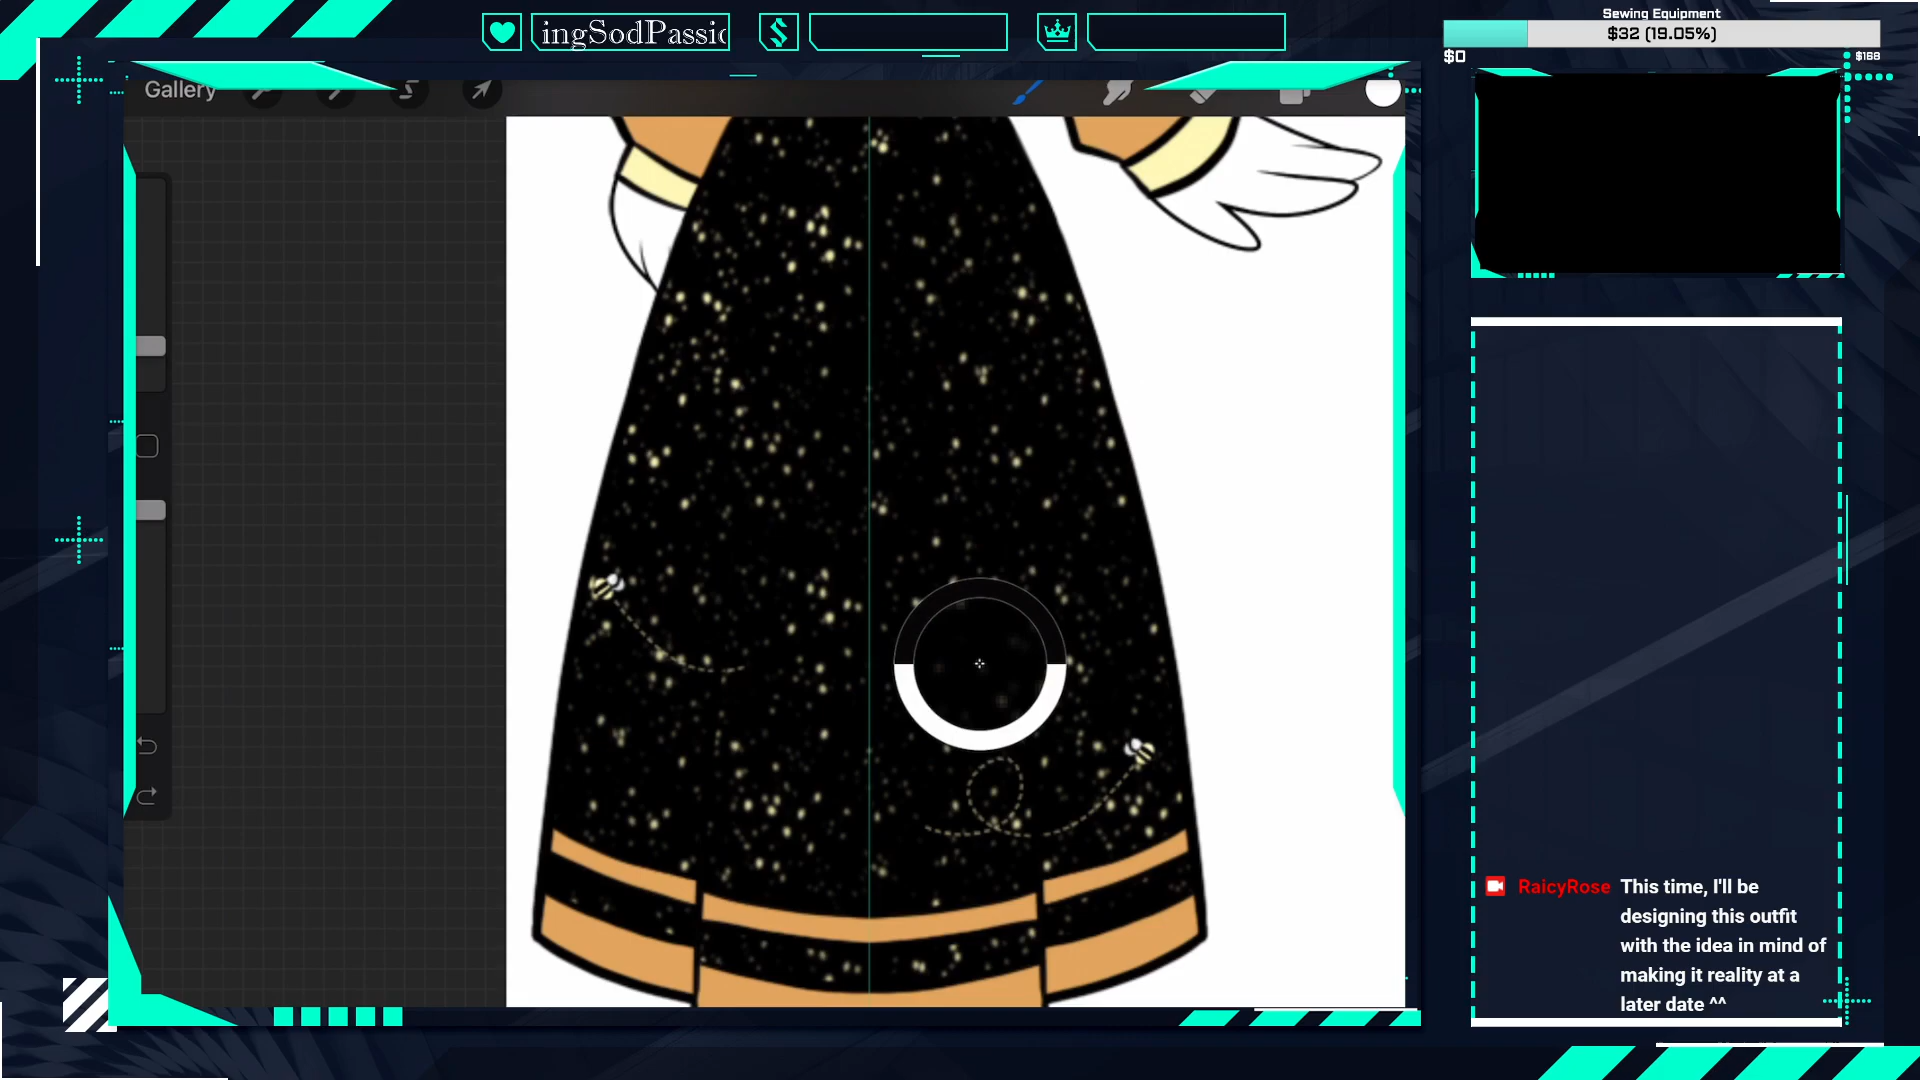 ingSodPassic
Sewing Equipment
$32 (19.05%)
$0
$168
Gallery
RaicyRose This time, I'll be
designing this outfit
with the idea in mind of
making it reality at a
later date ^^